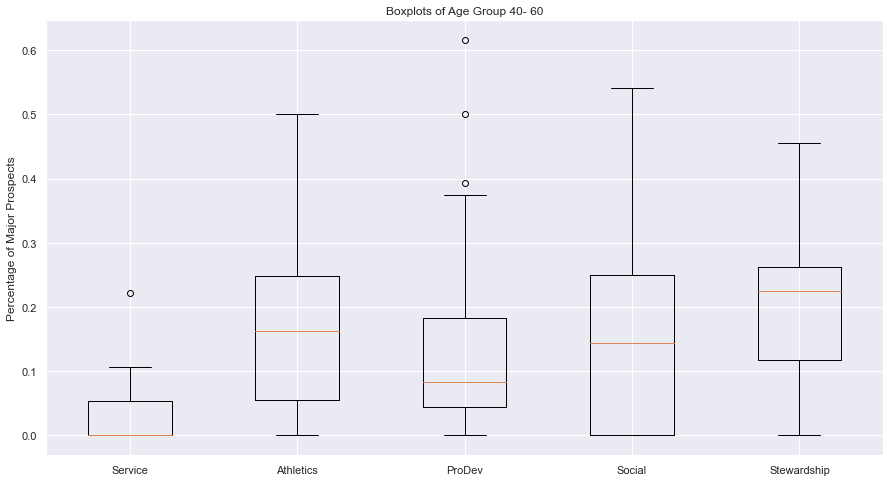 Boxplots of Age Group 40- 60
Percentage of Major Prospects
0.6
0.5
0.4
0.3
0.2
0.1
0.0
Service Athletics ProDev Social Stewardship